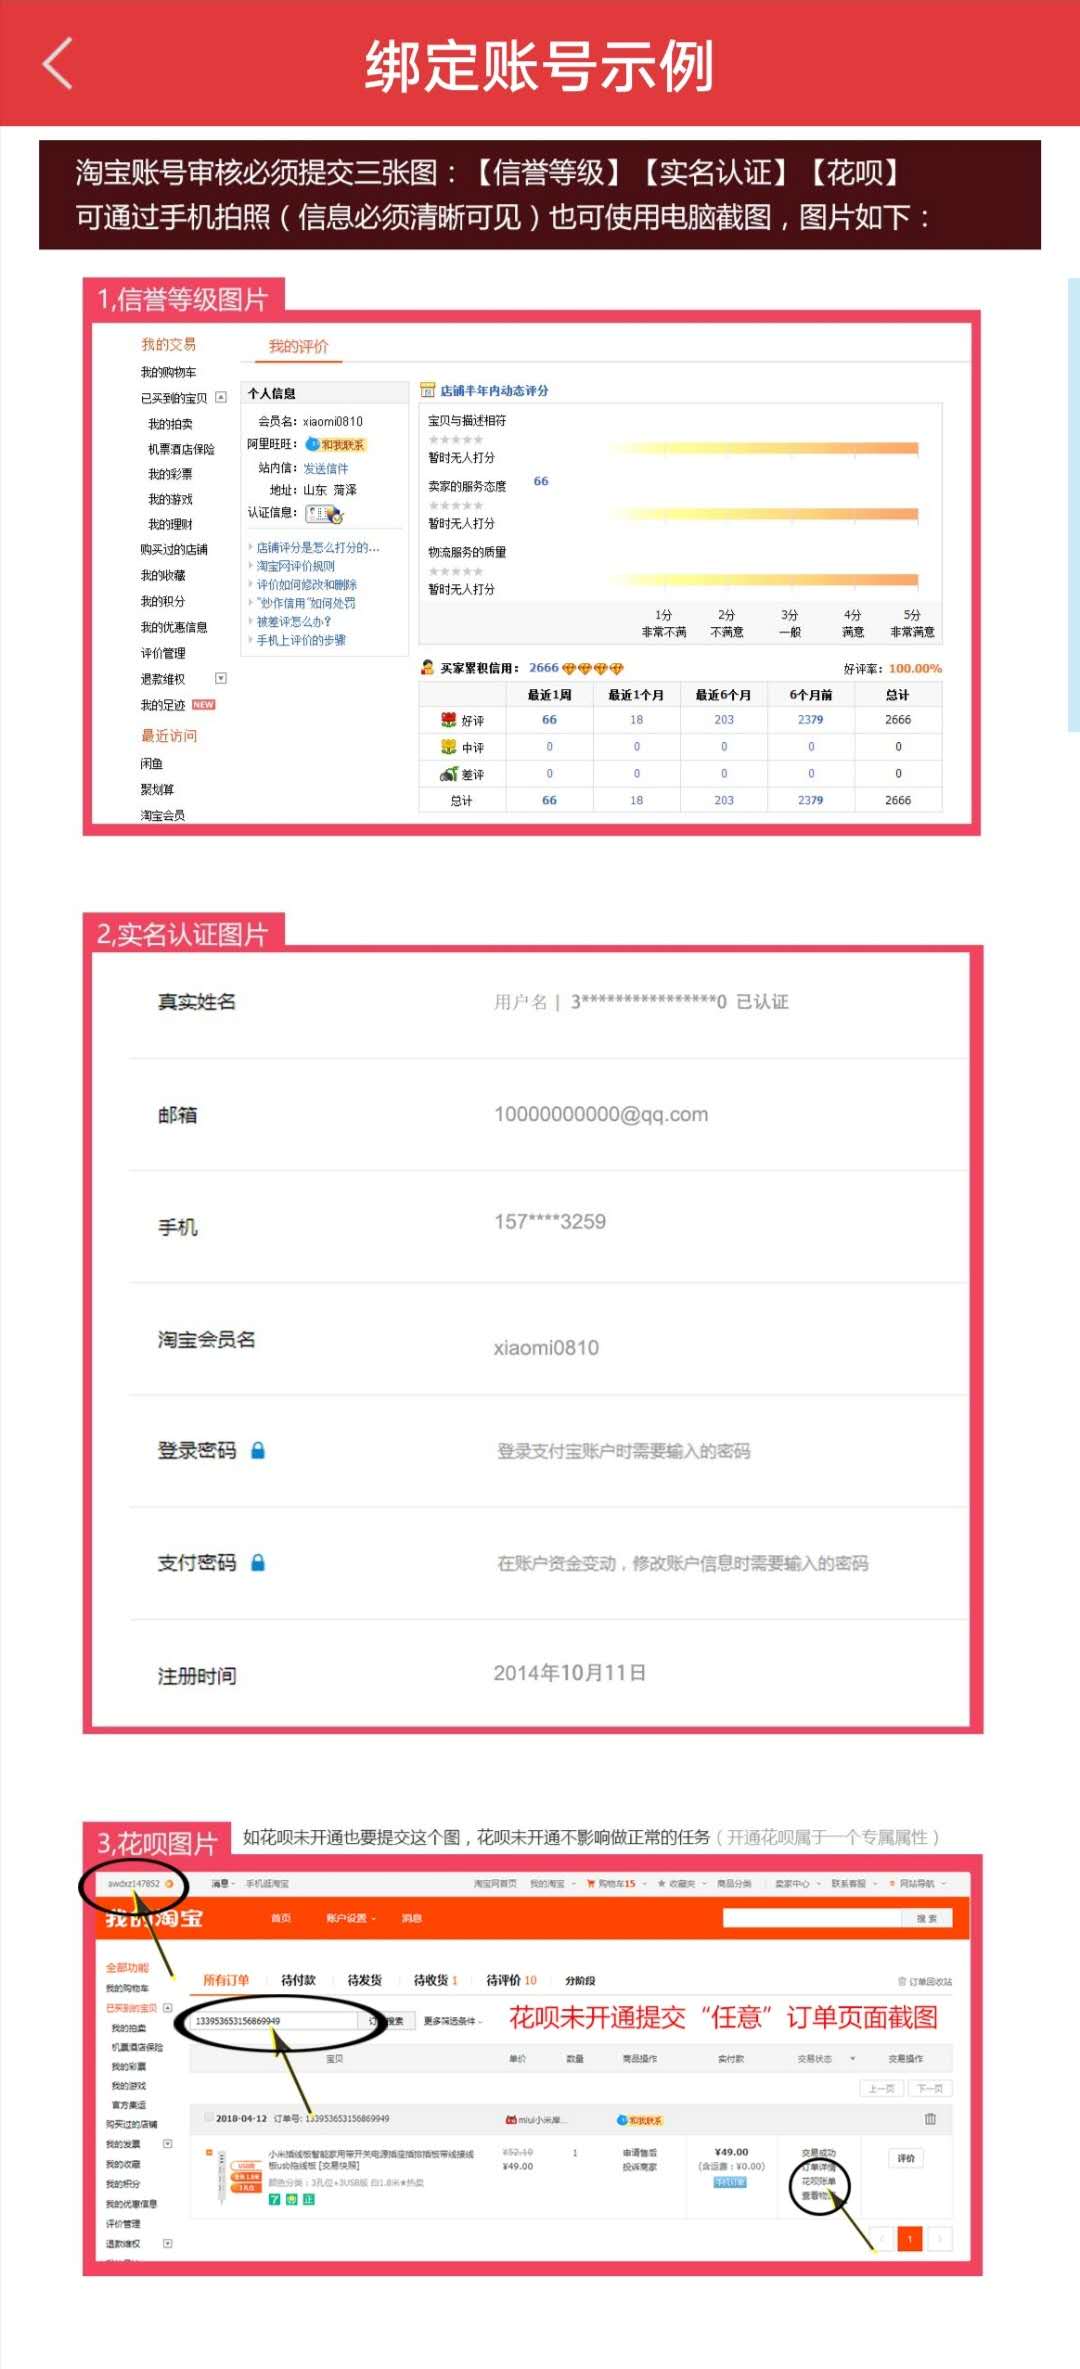 绑定账号示例
淘宝账号审核必须提交三张图：【信誉等级】【实名认证】【花呗】
可通过手机拍照（信息必须清晰可见）也可使用电脑截图，图片如下：
1,信誉等级图片
我的交易
我的购物车
已买到的宝贝
我的拍卖
机票酒店保险
我的彩票
我的游戏
我的理财
购买过的店铺
我的收藏
我的积分
我的优惠信息
评价管理
退款维权
我的足迹 NEW
最近访问
闲鱼
聚划算
淘宝会员
我的评价
个人信息
会员名：xiaomi0810
阿里旺旺：和我联系
站内信：发送信件
地址：山东 菏泽
认证信息：
店铺评分是怎么打分的...
淘宝网评价规则
评价如何修改和删除
"炒作信用"如何处罚
被差评怎么办?
手机上评价的步骤
店铺半年内动态评分
宝贝与描述相符
暂时无人打分
卖家的服务态度 66
暂时无人打分
物流服务的质量
暂时无人打分
1分 2分 3分 4分 5分
非常不满 不满意 一般 满意 非常满意
买家累积信用：2666 好评率：100.00%
最近1周 最近1个月 最近6个月 6个月前 总计
好评 66 18 203 2379 2666
中评 0 0 0 0 0
差评 0 0 0 0 0
总计 66 18 203 2379 2666
2,实名认证图片
真实姓名 用户名 | 3****************0 已认证
邮箱 10000000000@qq.com
手机 157****3259
淘宝会员名 xiaomi0810
登录密码 登录支付宝账户时需要输入的密码
支付密码 在账户资金变动，修改账户信息时需要输入的密码
注册时间 2014年10月11日
3,花呗图片 如花呗未开通也要提交这个图，花呗未开通不影响做正常的任务（开通花呗属于一个专属属性）
awdxz147852 消息 手机逛淘宝 淘宝网首页 我的淘宝 购物车15 收藏夹 商品分类 卖家中心 联系客服 网站导航
我的淘宝 首页 账户设置 消息 搜索
全部功能
我的购物车
已买到的宝贝
我的拍卖
机票酒店保险
我的彩票
我的游戏
官方集运
购买过的店铺
我的发票
我的收藏
我的积分
我的优惠信息
评价管理
退款维权
所有订单 待付款 待发货 待收货 1 待评价 10 分阶段 订单回收站
133953653156869949 搜索 更多筛选条件
花呗未开通提交“任意”订单页面截图
宝贝 单价 数量 商品操作 实付款 交易状态 交易操作
上一页 下一页
2018-04-12 订单号: 133953653156869949 miui小米库... 和我联系
小米插线板智能家用带开关电源插座插排插板带线接线
板usb拖线板 [交易快照]
颜色分类：3孔位+3USB版 白1.8米★热卖
¥52.10
¥49.00
1
申请售后
投诉卖家
¥49.00
(含运费：¥0.00)
手机订单
交易成功
订单详情
花呗账单
查看物流
评价
1